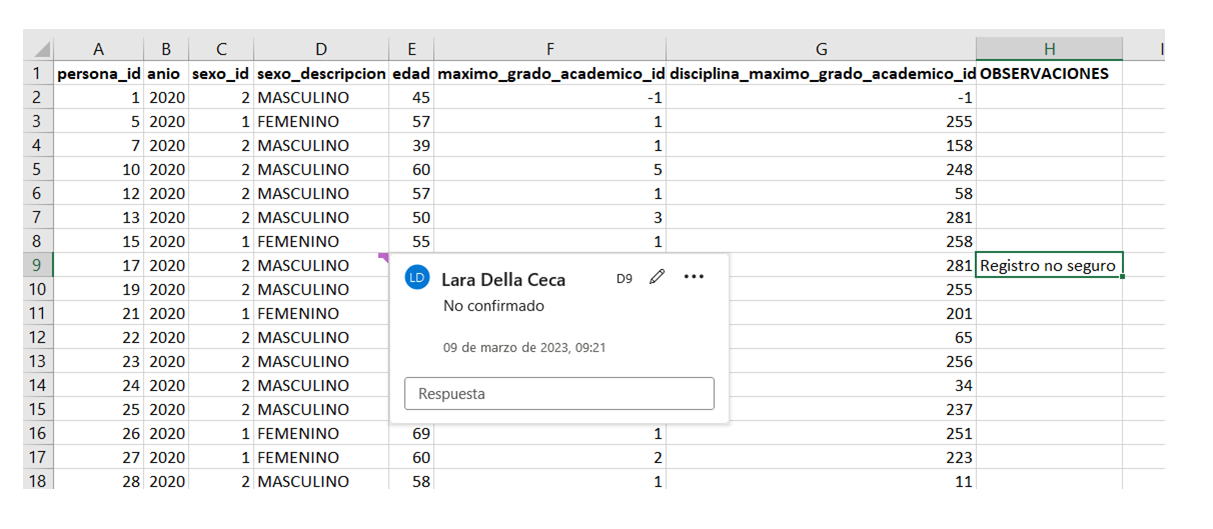 A B C D E F G H I
1 persona_id anio sexo_id sexo_descripcion edad maximo_grado_academico_id disciplina_maximo_grado_academico_id OBSERVACIONES
2 1 2020 2 MASCULINO 45 -1 -1
3 5 2020 1 FEMENINO 57 1 255
4 7 2020 2 MASCULINO 39 1 158
5 10 2020 2 MASCULINO 60 5 248
6 12 2020 2 MASCULINO 57 1 58
7 13 2020 2 MASCULINO 50 3 281
8 15 2020 1 FEMENINO 55 1 258
9 17 2020 2 MASCULINO 281 Registro no seguro
10 19 2020 2 MASCULINO 255
11 21 2020 1 FEMENINO 201
12 22 2020 2 MASCULINO 65
13 23 2020 2 MASCULINO 256
14 24 2020 2 MASCULINO 34
15 25 2020 2 MASCULINO 237
16 26 2020 1 FEMENINO 69 1 251
17 27 2020 1 FEMENINO 60 2 223
18 28 2020 2 MASCULINO 58 1 11
LD Lara Della Ceca D9
No confirmado
09 de marzo de 2023, 09:21
Respuesta